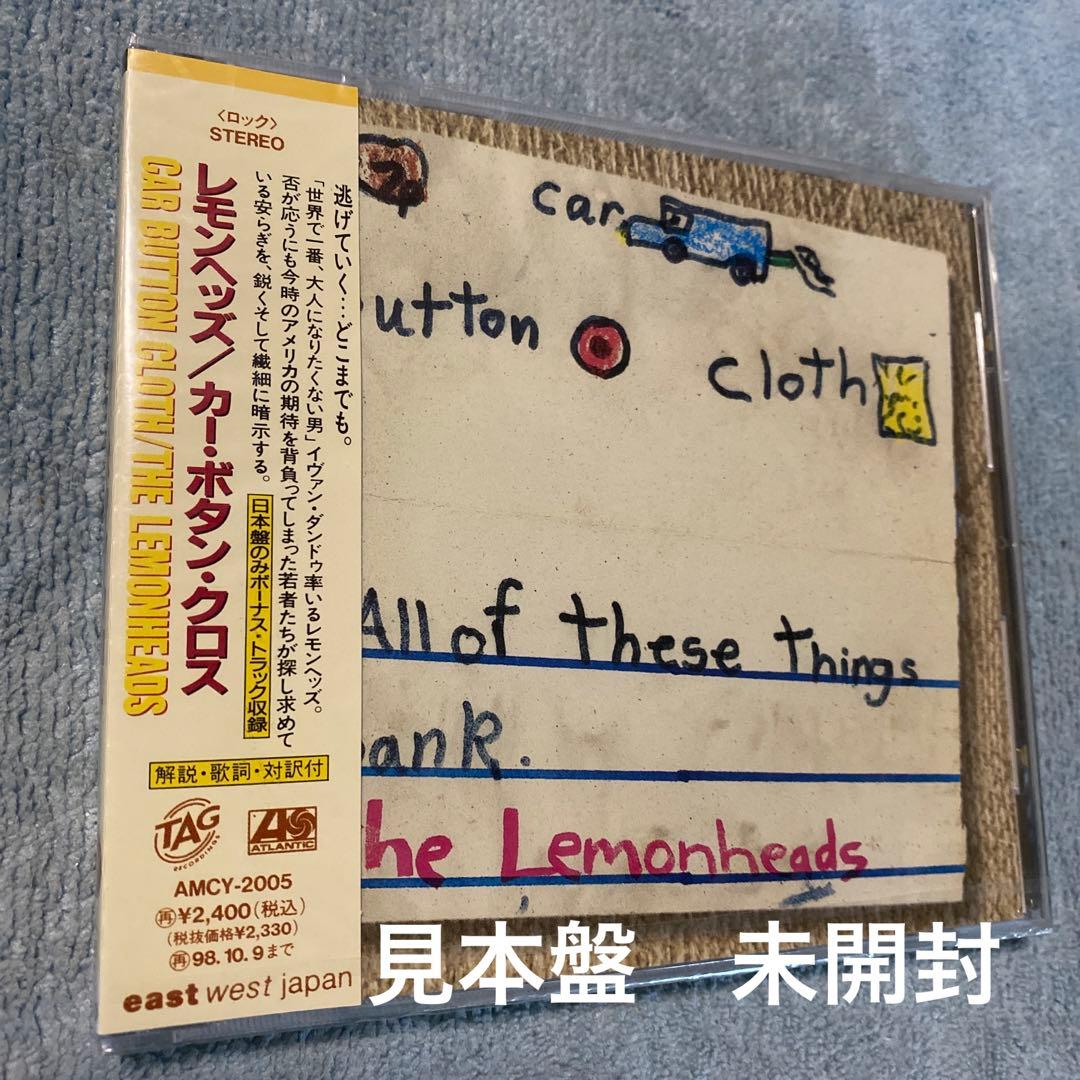 〈ロック〉
STEREO
レモンヘッズ/カー・ボタン・クロス
CAR BUTTON CLOTH/THE LEMONHEADS
逃げていく…どこまでも。
「世界で一番、大人になりたくない男」イヴァン・ダンドゥ率いるレモンヘッズ。
否が応うにも今時のアメリカの期待を背負ってしまった若者たちが探し求めて
いる安らぎを、鋭くそして繊細に暗示する。
日本盤のみボーナス・トラック収録
解説・歌詞・対訳付
TAG
RECORDINGS
ATLANTIC
AMCY-2005
再¥2,400(税込)
(税抜価格¥2,330)
再98.10.9まで
east west japan
car
utton
cloth
All of these things
ank.
he Lemonheads
見本盤 未開封